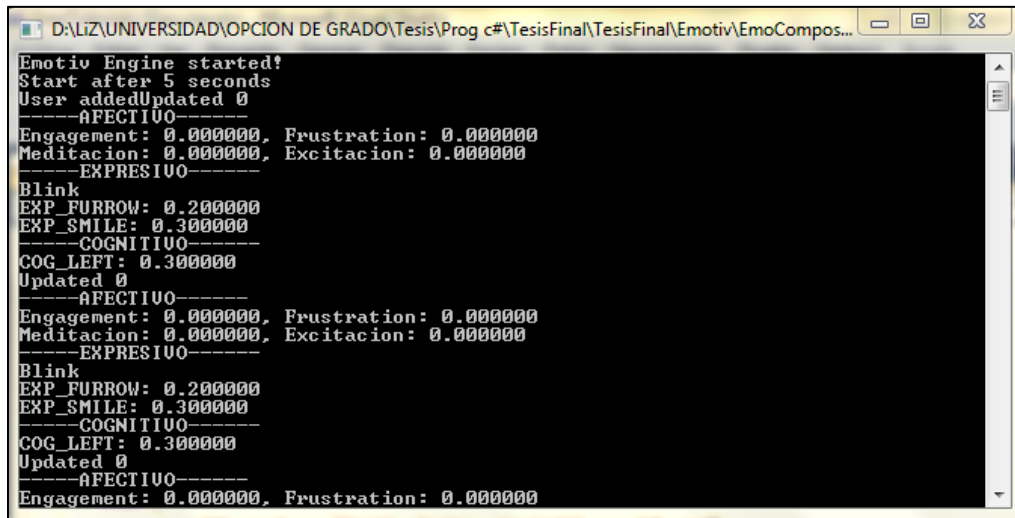 D:\LiZ\UNIVERSIDAD\OPCION DE GRADO\Tesis\Prog c#\TesisFinal\TesisFinal\Emotiv\EmoCompos...
Emotiv Engine started!
Start after 5 seconds
User addedUpdated 0
-----AFECTIVO------
Engagement: 0.000000, Frustration: 0.000000
Meditacion: 0.000000, Excitacion: 0.000000
-----EXPRESIVO------
Blink
EXP_FURROW: 0.200000
EXP_SMILE: 0.300000
-----COGNITIVO------
COG_LEFT: 0.300000
Updated 0
-----AFECTIVO------
Engagement: 0.000000, Frustration: 0.000000
Meditacion: 0.000000, Excitacion: 0.000000
-----EXPRESIVO------
Blink
EXP_FURROW: 0.200000
EXP_SMILE: 0.300000
-----COGNITIVO------
COG_LEFT: 0.300000
Updated 0
-----AFECTIVO------
Engagement: 0.000000, Frustration: 0.000000